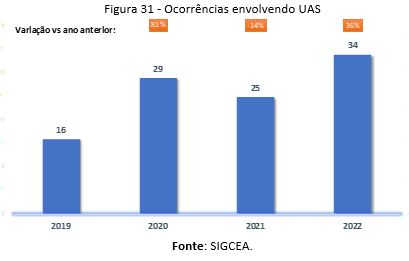 Figura 31 - Ocorrências envolvendo UAS
Variação vs ano anterior: 81% 14% 36%
34
29
25
16
2019 2020 2021 2022
Fonte: SIGCEA.